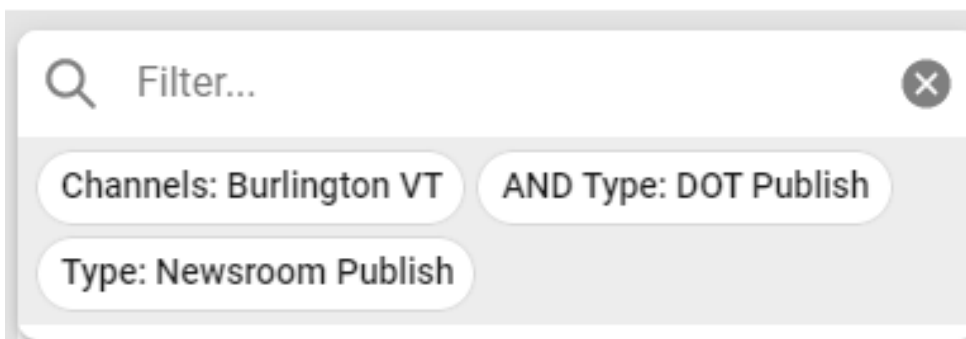 Filter...
Channels: Burlington VT AND Type: DOT Publish
Type: Newsroom Publish